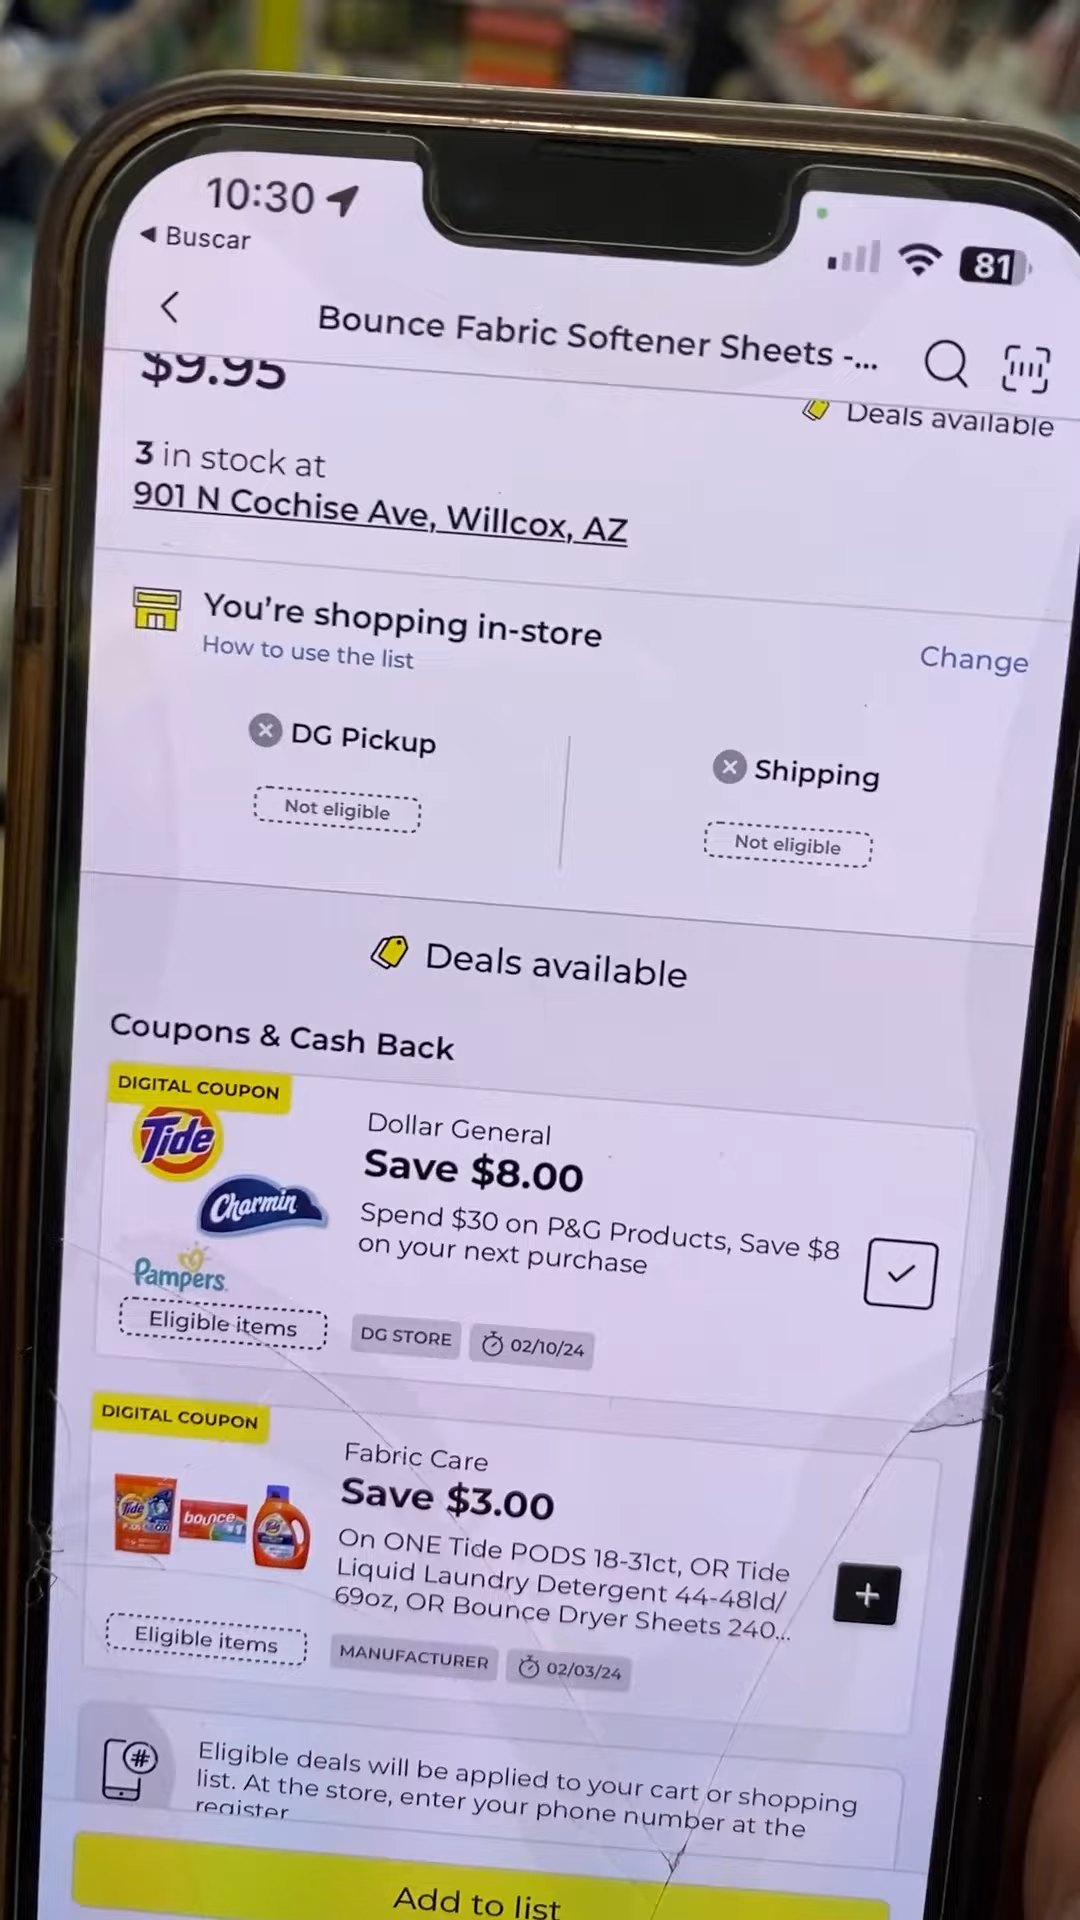 10:30
81
Buscar
Bounce Fabric Softener Sheets -...
$9.95
Deals available
3 in stock at
901 N Cochise Ave, Willcox, AZ
You're shopping in-store
How to use the list
Change
DG Pickup
Not eligible
Shipping
Not eligible
Deals available
Coupons & Cash Back
DIGITAL COUPON
Tide
Charmin
Pampers.
Eligible items
Dollar General
Save $8.00
Spend $30 on P&G Products, Save $8
on your next purchase
DG STORE
02/10/24
DIGITAL COUPON
Tide
PODS
bounce
Eligible items
Fabric Care
Save $3.00
On ONE Tide PODS 18-31ct, OR Tide
Liquid Laundry Detergent 44-48ld/
69oz, OR Bounce Dryer Sheets 240...
MANUFACTURER
02/03/24
#
Eligible deals will be applied to your cart or shopping
list. At the store, enter your phone number at the
register
Add to list